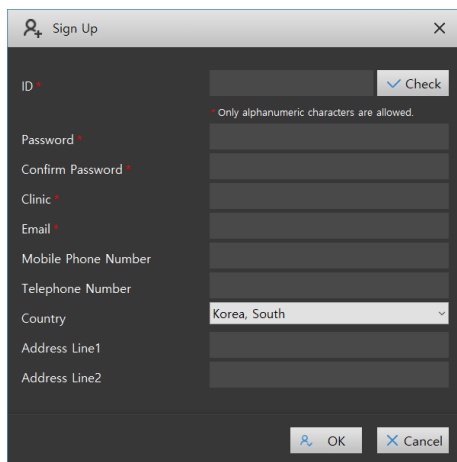 Sign Up
ID *
Check
* Only alphanumeric characters are allowed.
Password *
Confirm Password *
Clinic *
Email *
Mobile Phone Number
Telephone Number
Country Korea, South
Address Line1
Address Line2
OK Cancel